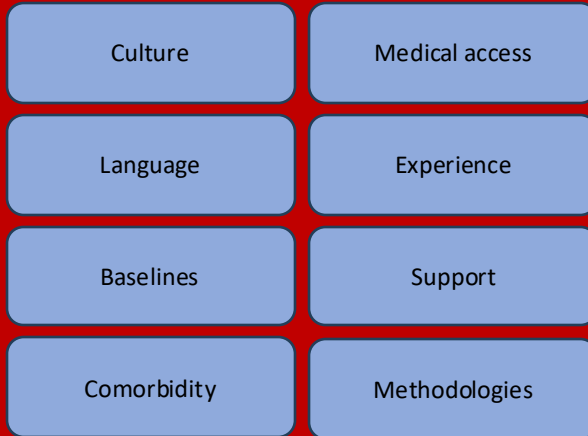 Culture
Medical access
Language
Experience
Baselines
Support
Comorbidity
Methodologies